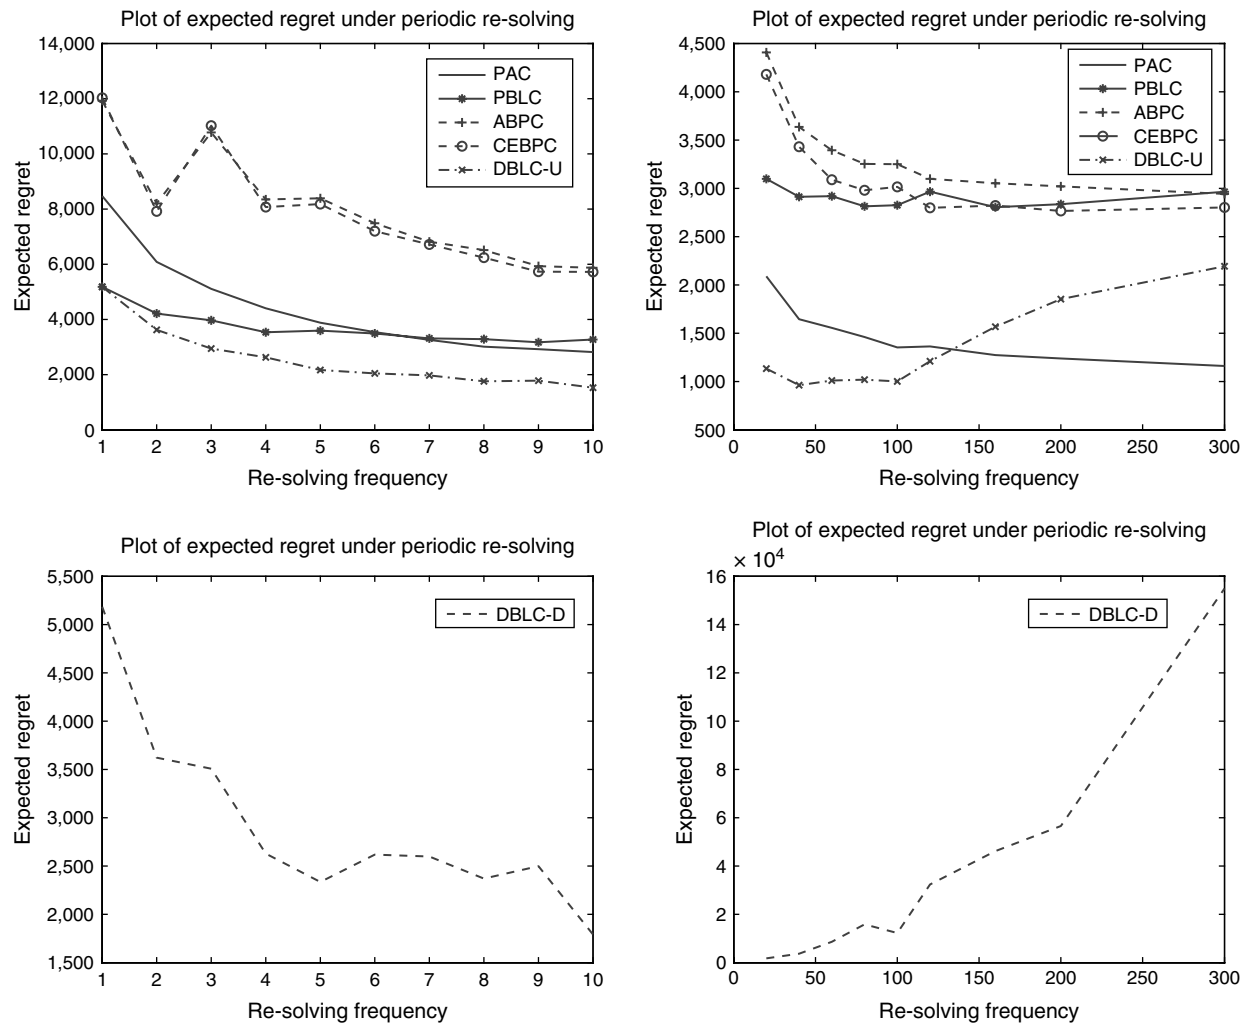 Plot of expected regret under periodic re-solving
14,000
12,000
10,000
8,000
6,000
4,000
2,000
0
Expected regret
PAC
PBLC
ABPC
CEBPC
DBLC-U
1 2 3 4 5 6 7 8 9 10
Re-solving frequency
Plot of expected regret under periodic re-solving
4,500
4,000
3,500
3,000
2,500
2,000
1,500
1,000
500
Expected regret
PAC
PBLC
ABPC
CEBPC
DBLC-U
0 50 100 150 200 250 300
Re-solving frequency
Plot of expected regret under periodic re-solving
5,500
5,000
4,500
4,000
3,500
3,000
2,500
2,000
1,500
Expected regret
DBLC-D
1 2 3 4 5 6 7 8 9 10
Re-solving frequency
Plot of expected regret under periodic re-solving
× 10⁴
16
14
12
10
8
6
4
2
0
Expected regret
DBLC-D
0 50 100 150 200 250 300
Re-solving frequency